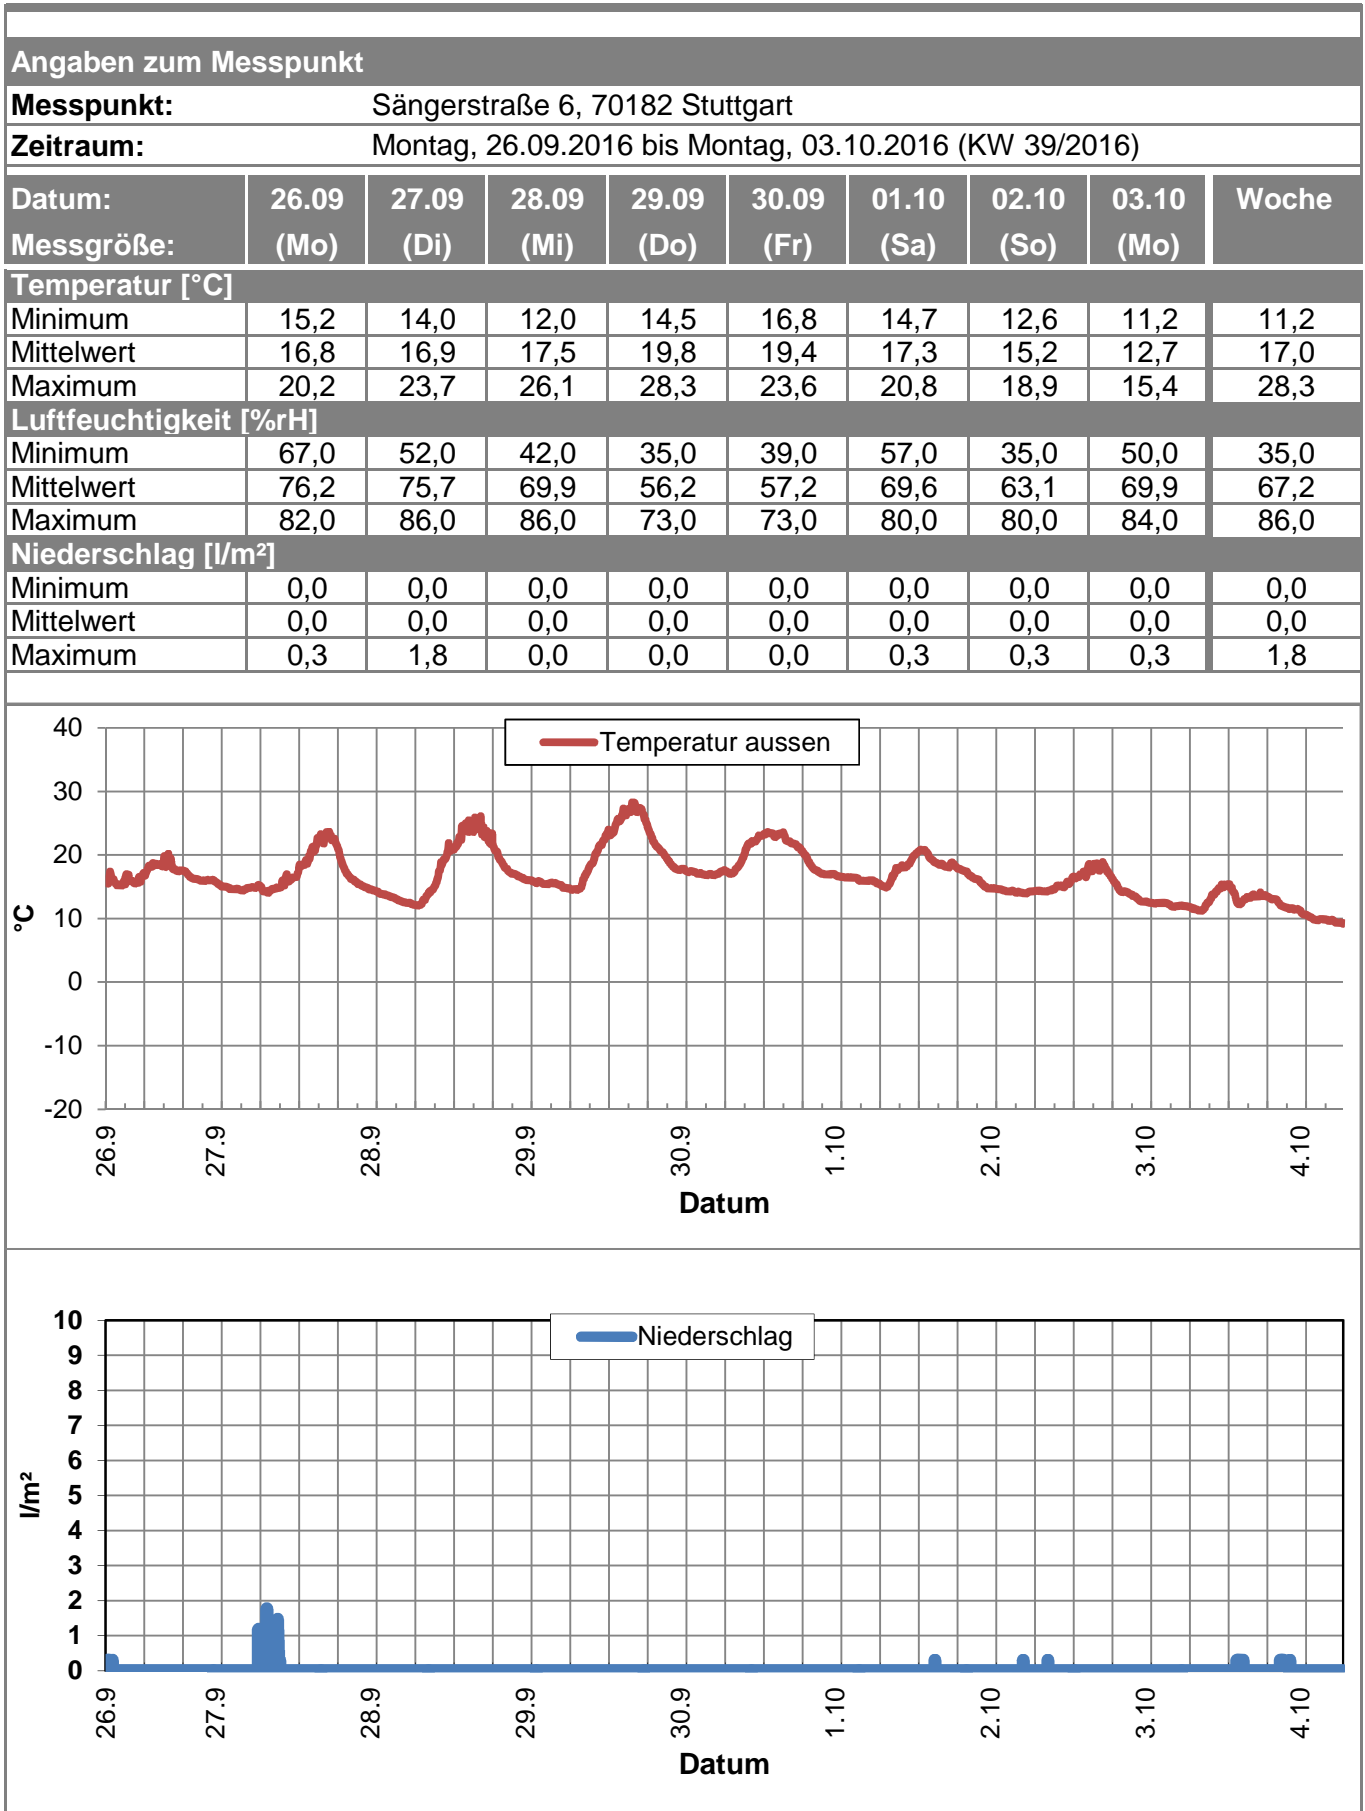 Angaben zum Messpunkt
Messpunkt: Sängerstraße 6, 70182 Stuttgart
Zeitraum: Montag, 26.09.2016 bis Montag, 03.10.2016 (KW 39/2016)
Datum: 26.09 27.09 28.09 29.09 30.09 01.10 02.10 03.10 Woche
Messgröße: (Mo) (Di) (Mi) (Do) (Fr) (Sa) (So) (Mo)
Temperatur [°C]
Minimum 15,2 14,0 12,0 14,5 16,8 14,7 12,6 11,2 11,2
Mittelwert 16,8 16,9 17,5 19,8 19,4 17,3 15,2 12,7 17,0
Maximum 20,2 23,7 26,1 28,3 23,6 20,8 18,9 15,4 28,3
Luftfeuchtigkeit [%rH]
Minimum 67,0 52,0 42,0 35,0 39,0 57,0 35,0 50,0 35,0
Mittelwert 76,2 75,7 69,9 56,2 57,2 69,6 63,1 69,9 67,2
Maximum 82,0 86,0 86,0 73,0 73,0 80,0 80,0 84,0 86,0
Niederschlag [l/m²]
Minimum 0,0 0,0 0,0 0,0 0,0 0,0 0,0 0,0 0,0
Mittelwert 0,0 0,0 0,0 0,0 0,0 0,0 0,0 0,0 0,0
Maximum 0,3 1,8 0,0 0,0 0,0 0,3 0,3 0,3 1,8
Temperatur aussen
40
30
20
10
0
-10
-20
°C
26.9 27.9 28.9 29.9 30.9 1.10 2.10 3.10 4.10
Datum
Niederschlag
10
9
8
7
6
5
4
3
2
1
0
l/m²
26.9 27.9 28.9 29.9 30.9 1.10 2.10 3.10 4.10
Datum